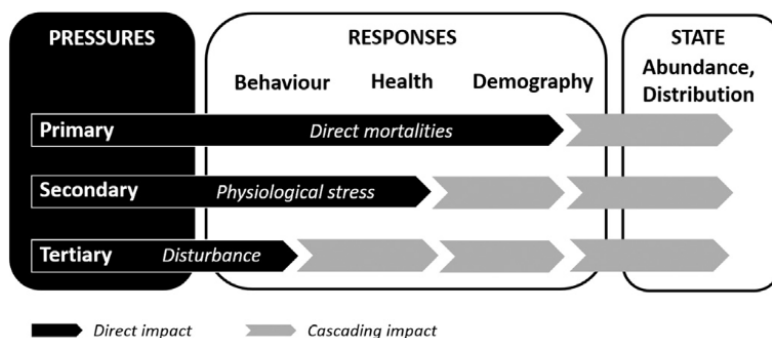 PRESSURES
RESPONSES
STATE
Behaviour
Health
Demography
Abundance,
Distribution
Primary
Direct mortalities
Secondary
Physiological stress
Tertiary
Disturbance
Direct impact
Cascading impact